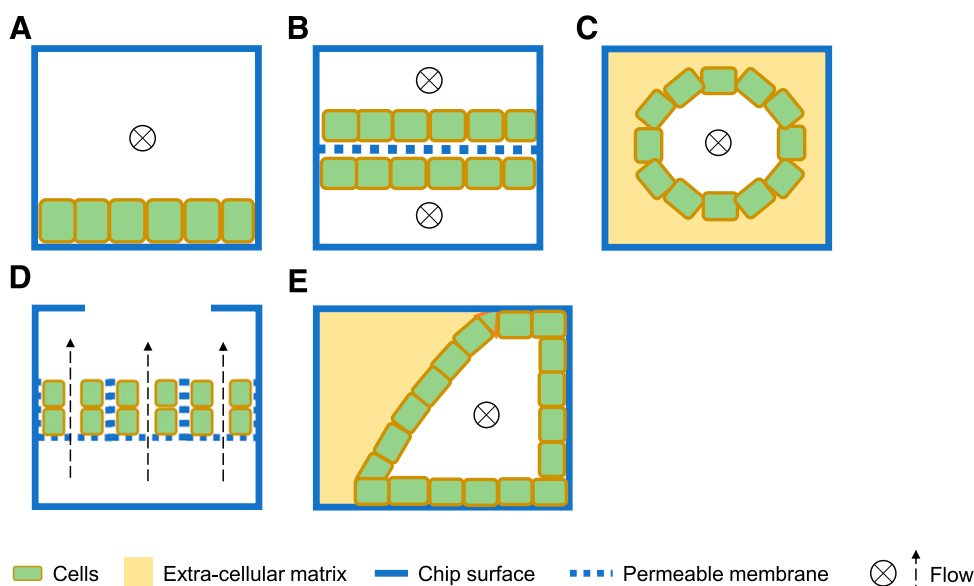 A
B
C
D
E
Cells
Extra-cellular matrix
Chip surface
Permeable membrane
Flow